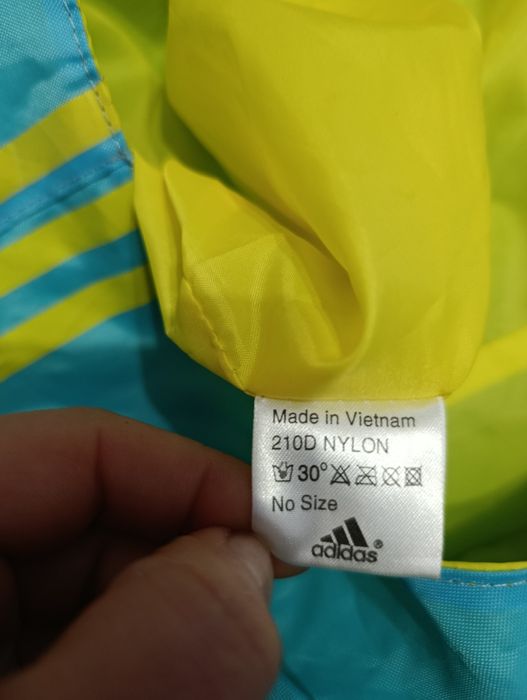 Made in Vietnam
210D NYLON
30°
No Size
adidas®